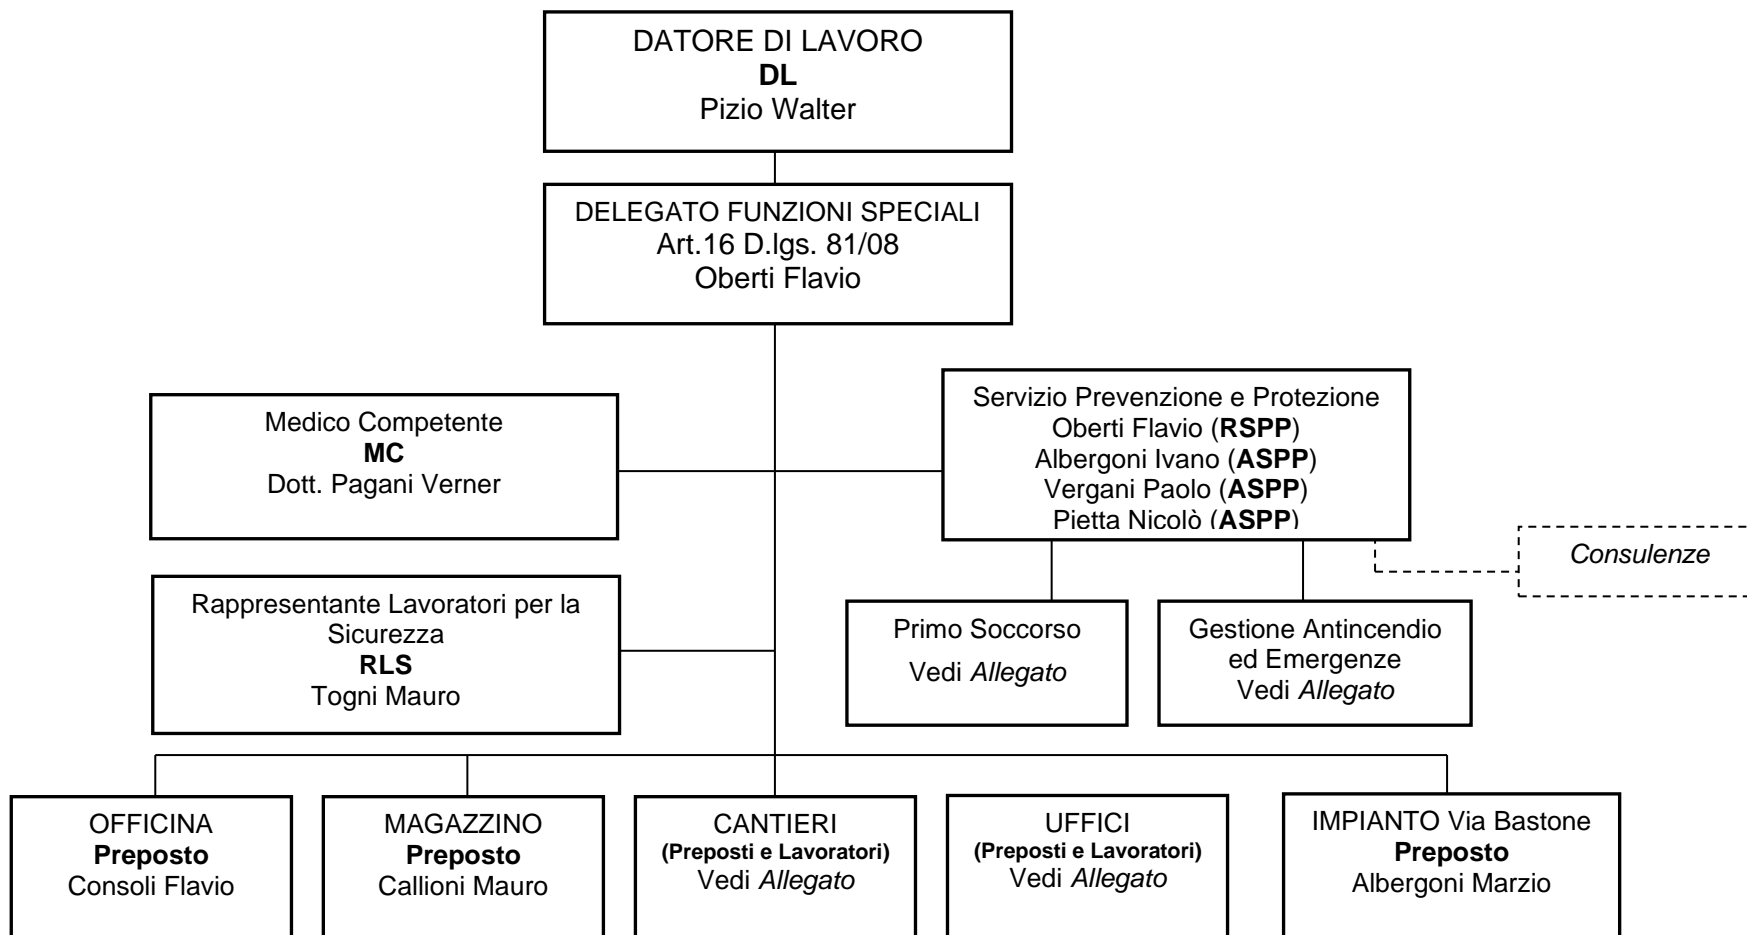 DATORE DI LAVORO
DL
Pizio Walter
DELEGATO FUNZIONI SPECIALI
Art.16 D.lgs. 81/08
Oberti Flavio
Medico Competente
MC
Dott. Pagani Verner
Servizio Prevenzione e Protezione
Oberti Flavio (RSPP)
Albergoni Ivano (ASPP)
Vergani Paolo (ASPP)
Pietta Nicolò (ASPP)
Consulenze
Rappresentante Lavoratori per la
Sicurezza
RLS
Togni Mauro
Primo Soccorso
Vedi Allegato
Gestione Antincendio
ed Emergenze
Vedi Allegato
OFFICINA
Preposto
Consoli Flavio
MAGAZZINO
Preposto
Callioni Mauro
CANTIERI
(Preposti e Lavoratori)
Vedi Allegato
UFFICI
(Preposti e Lavoratori)
Vedi Allegato
IMPIANTO Via Bastone
Preposto
Albergoni Marzio